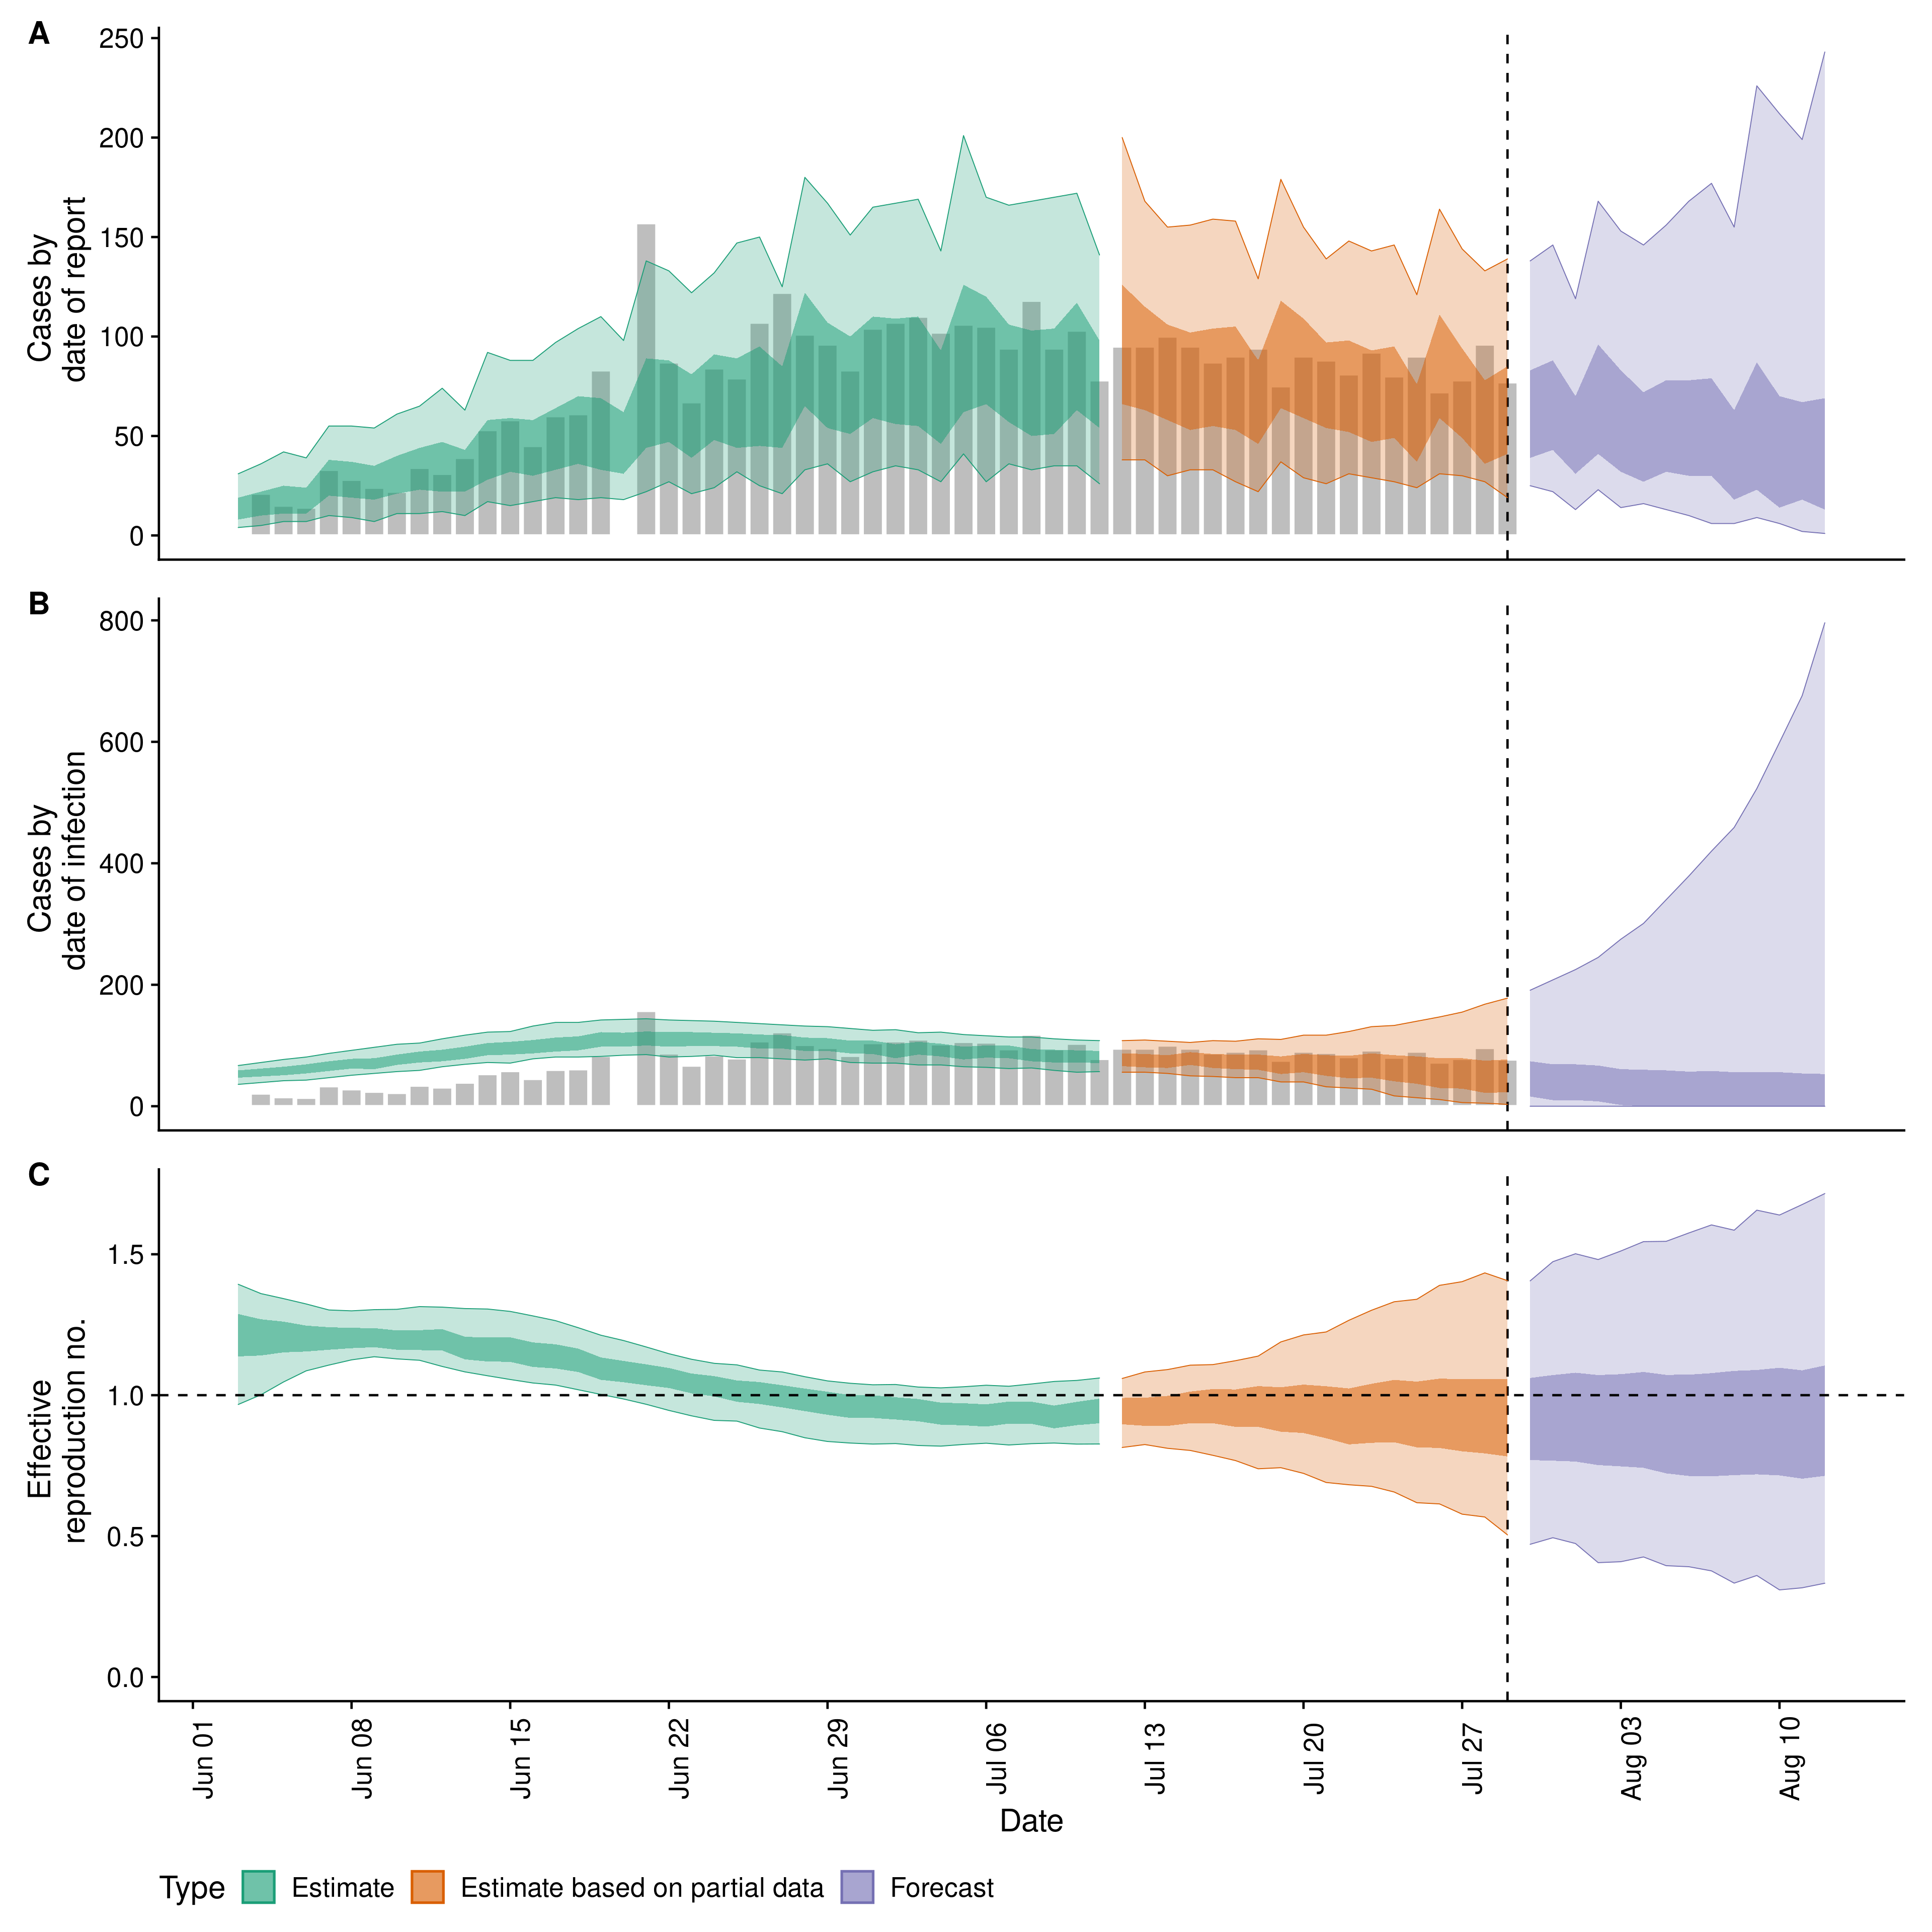 A
250
200
150
100
50
0
Cases by
date of report
B
800
600
400
200
0
Cases by
date of infection
C
1.5
1.0
0.5
0.0
Effective
reproduction no.
Jun 01
Jun 08
Jun 15
Jun 22
Jun 29
Jul 06
Jul 13
Jul 20
Jul 27
Aug 03
Aug 10
Date
Type Estimate Estimate based on partial data Forecast